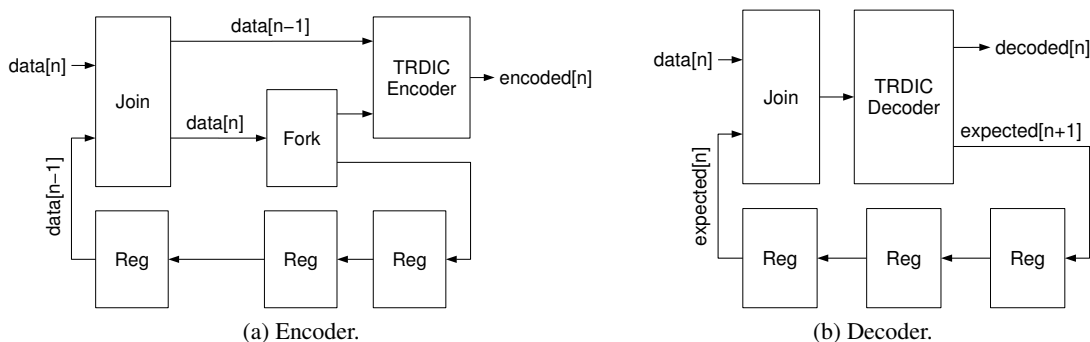 data[n−1]
data[n]
Join
TRDIC
Encoder
encoded[n]
data[n]
Fork
data[n−1]
Reg
Reg
Reg
(a) Encoder.
data[n]
Join
TRDIC
Decoder
decoded[n]
expected[n+1]
expected[n]
Reg
Reg
Reg
(b) Decoder.